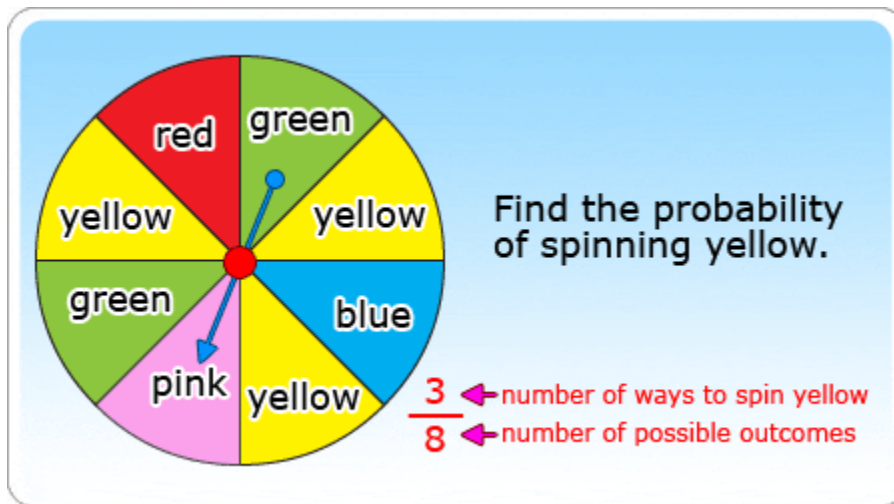 red
green
yellow
yellow
green
blue
pink
yellow
Find the probability
of spinning yellow.
3 number of ways to spin yellow
8 number of possible outcomes